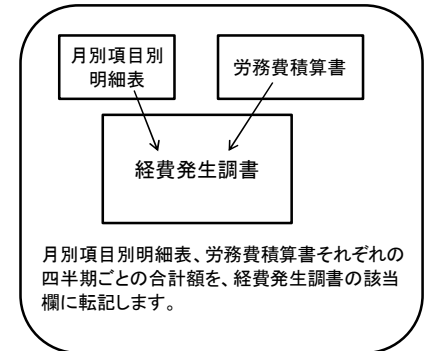 月別項目別
明細表
労務費積算書
経費発生調書
月別項目別明細表、労務費積算書それぞれの
四半期ごとの合計額を、経費発生調書の該当
欄に転記します。